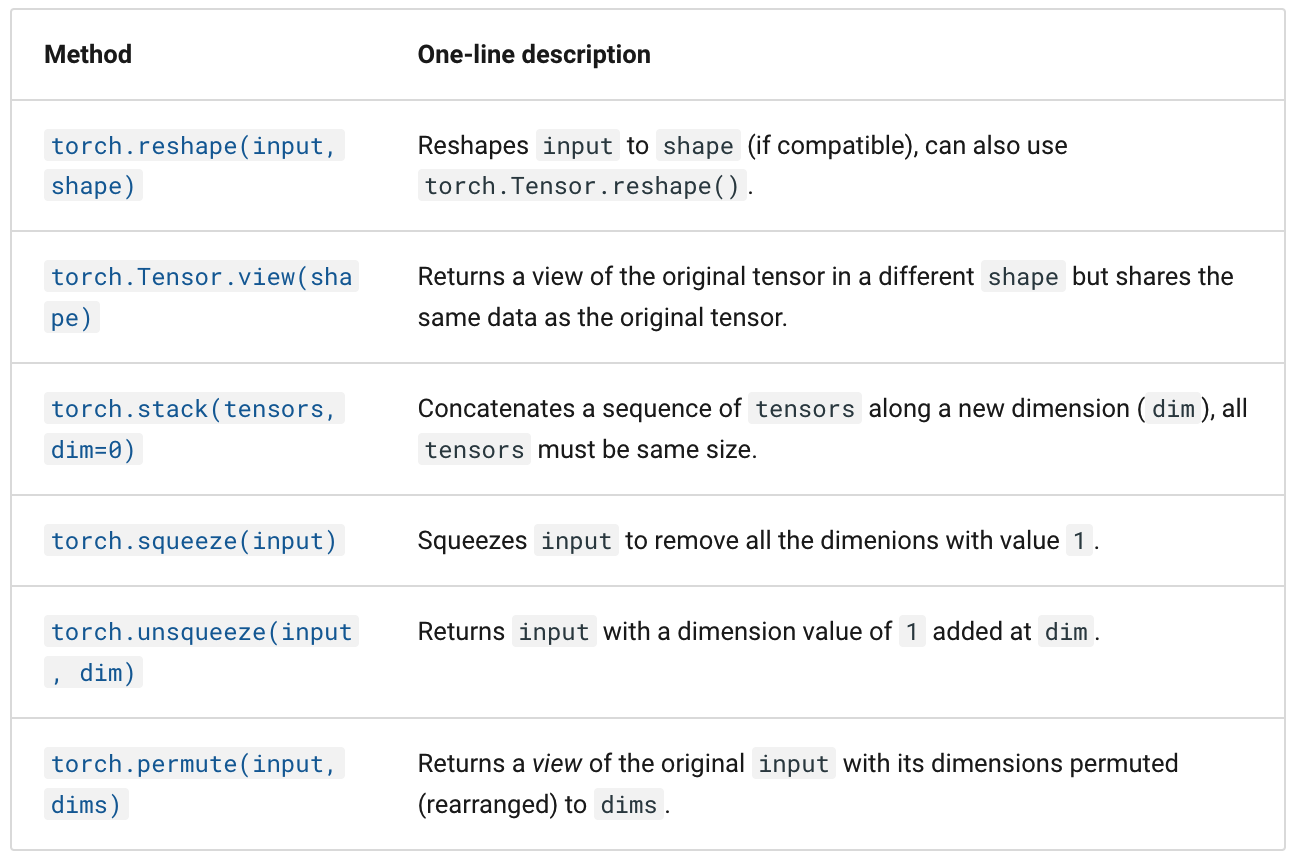 Method One-line description
torch.reshape(input, Reshapes input to shape (if compatible), can also use
shape) torch.Tensor.reshape().
torch.Tensor.view(sha Returns a view of the original tensor in a different shape but shares the
pe) same data as the original tensor.
torch.stack(tensors, Concatenates a sequence of tensors along a new dimension (dim), all
dim=0) tensors must be same size.
torch.squeeze(input) Squeezes input to remove all the dimenions with value 1.
torch.unsqueeze(input Returns input with a dimension value of 1 added at dim.
, dim)
torch.permute(input, Returns a view of the original input with its dimensions permuted
dims) (rearranged) to dims.